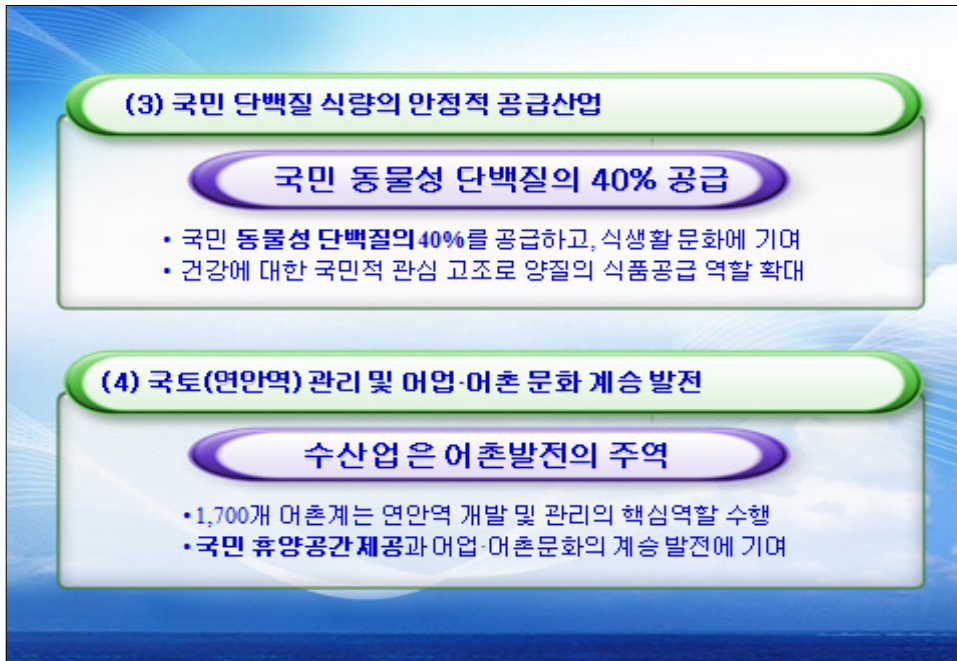 (3) 국민 단백질 식량의 안정적 공급산업
국민 동물성 단백질의 40% 공급
• 국민 동물성 단백질의 40%를 공급하고, 식생활 문화에 기여
• 건강에 대한 국민적 관심 고조로 양질의 식품공급 역할 확대
(4) 국토(연안역) 관리 및 어업·어촌 문화 계승 발전
수산업은 어촌발전의 주역
• 1,700개 어촌계는 연안역 개발 및 관리의 핵심역할 수행
• 국민 휴양공간제공과 어업·어촌문화의 계승 발전에 기여